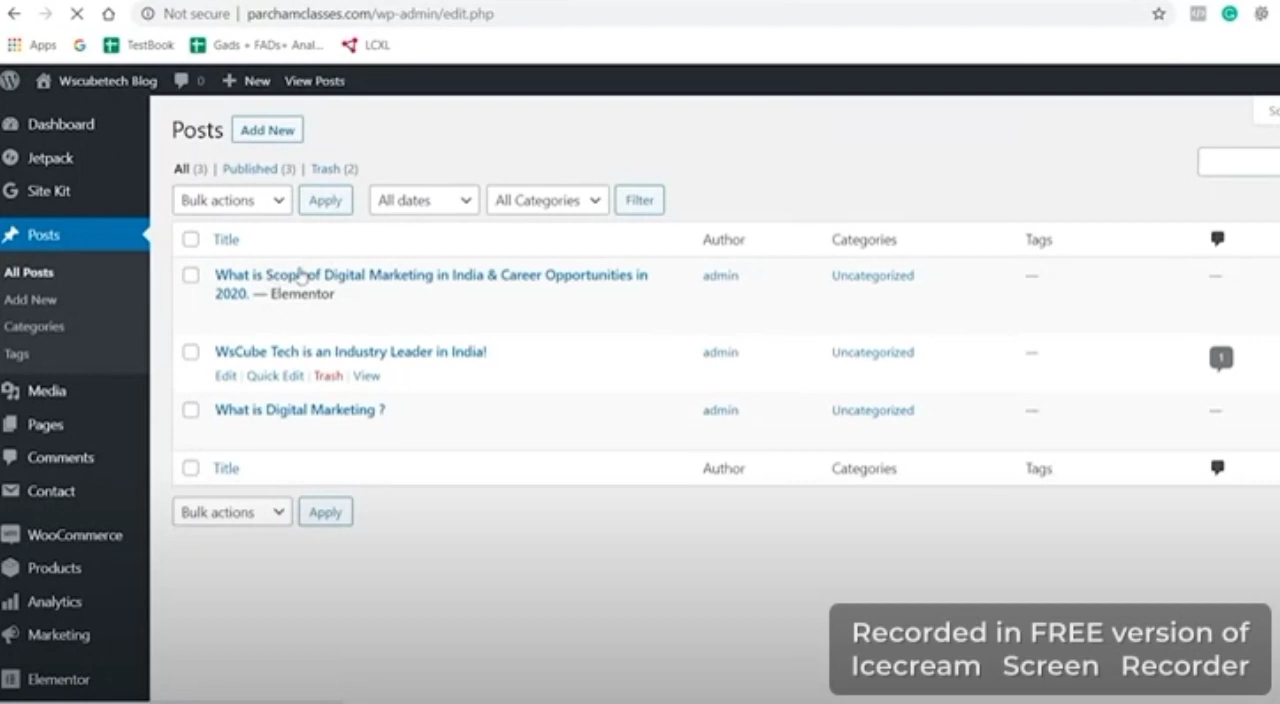 Not secure | parchamclasses.com/wp-admin/edit.php
Apps TestBook Gads + FADs+ Anal... LCXL
Wscubetech Blog 0 New View Posts
Dashboard
Jetpack
Site Kit
Posts
All Posts
Add New
Categories
Tags
Media
Pages
Comments
Contact
WooCommerce
Products
Analytics
Marketing
Elementor
Posts Add New
All (3) | Published (3) | Trash (2)
Bulk actions Apply All dates All Categories Filter
Title Author Categories Tags
What is Scope of Digital Marketing in India & Career Opportunities in admin Uncategorized — —
2020. — Elementor
WsCube Tech is an Industry Leader in India! admin Uncategorized — 1
Edit | Quick Edit | Trash | View
What is Digital Marketing ? admin Uncategorized — —
Title Author Categories Tags
Bulk actions Apply
Recorded in FREE version of
Icecream Screen Recorder